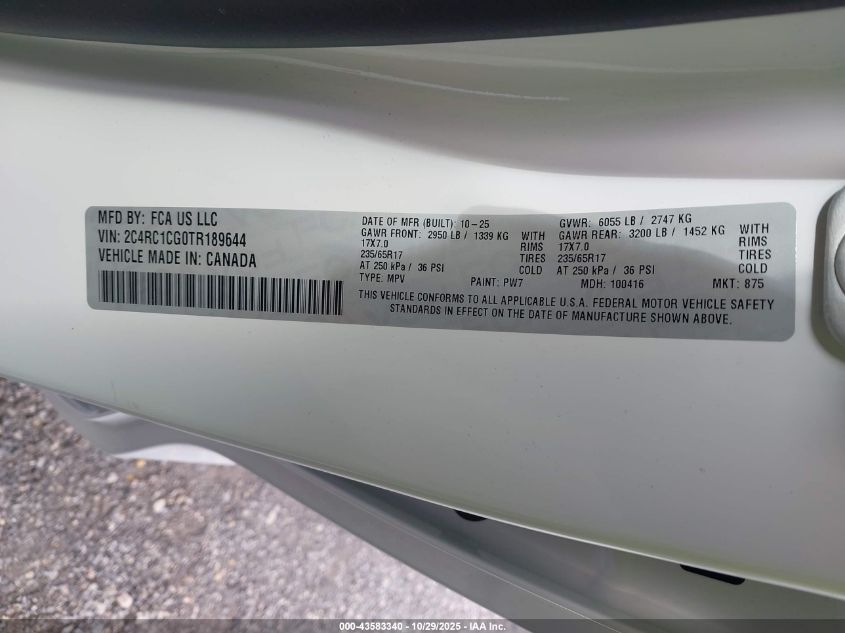 MFD BY: FCA US LLC
VIN: 2C4RC1CG0TR189644
VEHICLE MADE IN: CANADA
DATE OF MFR (BUILT): 10-25
GAWR FRONT: 2950 LB / 1339 KG WITH
17X7.0 RIMS
235/65R17 TIRES
AT 250 kPa / 36 PSI COLD
TYPE: MPV PAINT: PW7
GVWR: 6055 LB / 2747 KG
GAWR REAR: 3200 LB / 1452 KG WITH
17X7.0 RIMS
235/65R17 TIRES
AT 250 kPa / 36 PSI COLD
MDH: 100416 MKT: 875
THIS VEHICLE CONFORMS TO ALL APPLICABLE U.S.A. FEDERAL MOTOR VEHICLE SAFETY
STANDARDS IN EFFECT ON THE DATE OF MANUFACTURE SHOWN ABOVE.
000-43583340 - 10/29/2025 - IAA Inc.